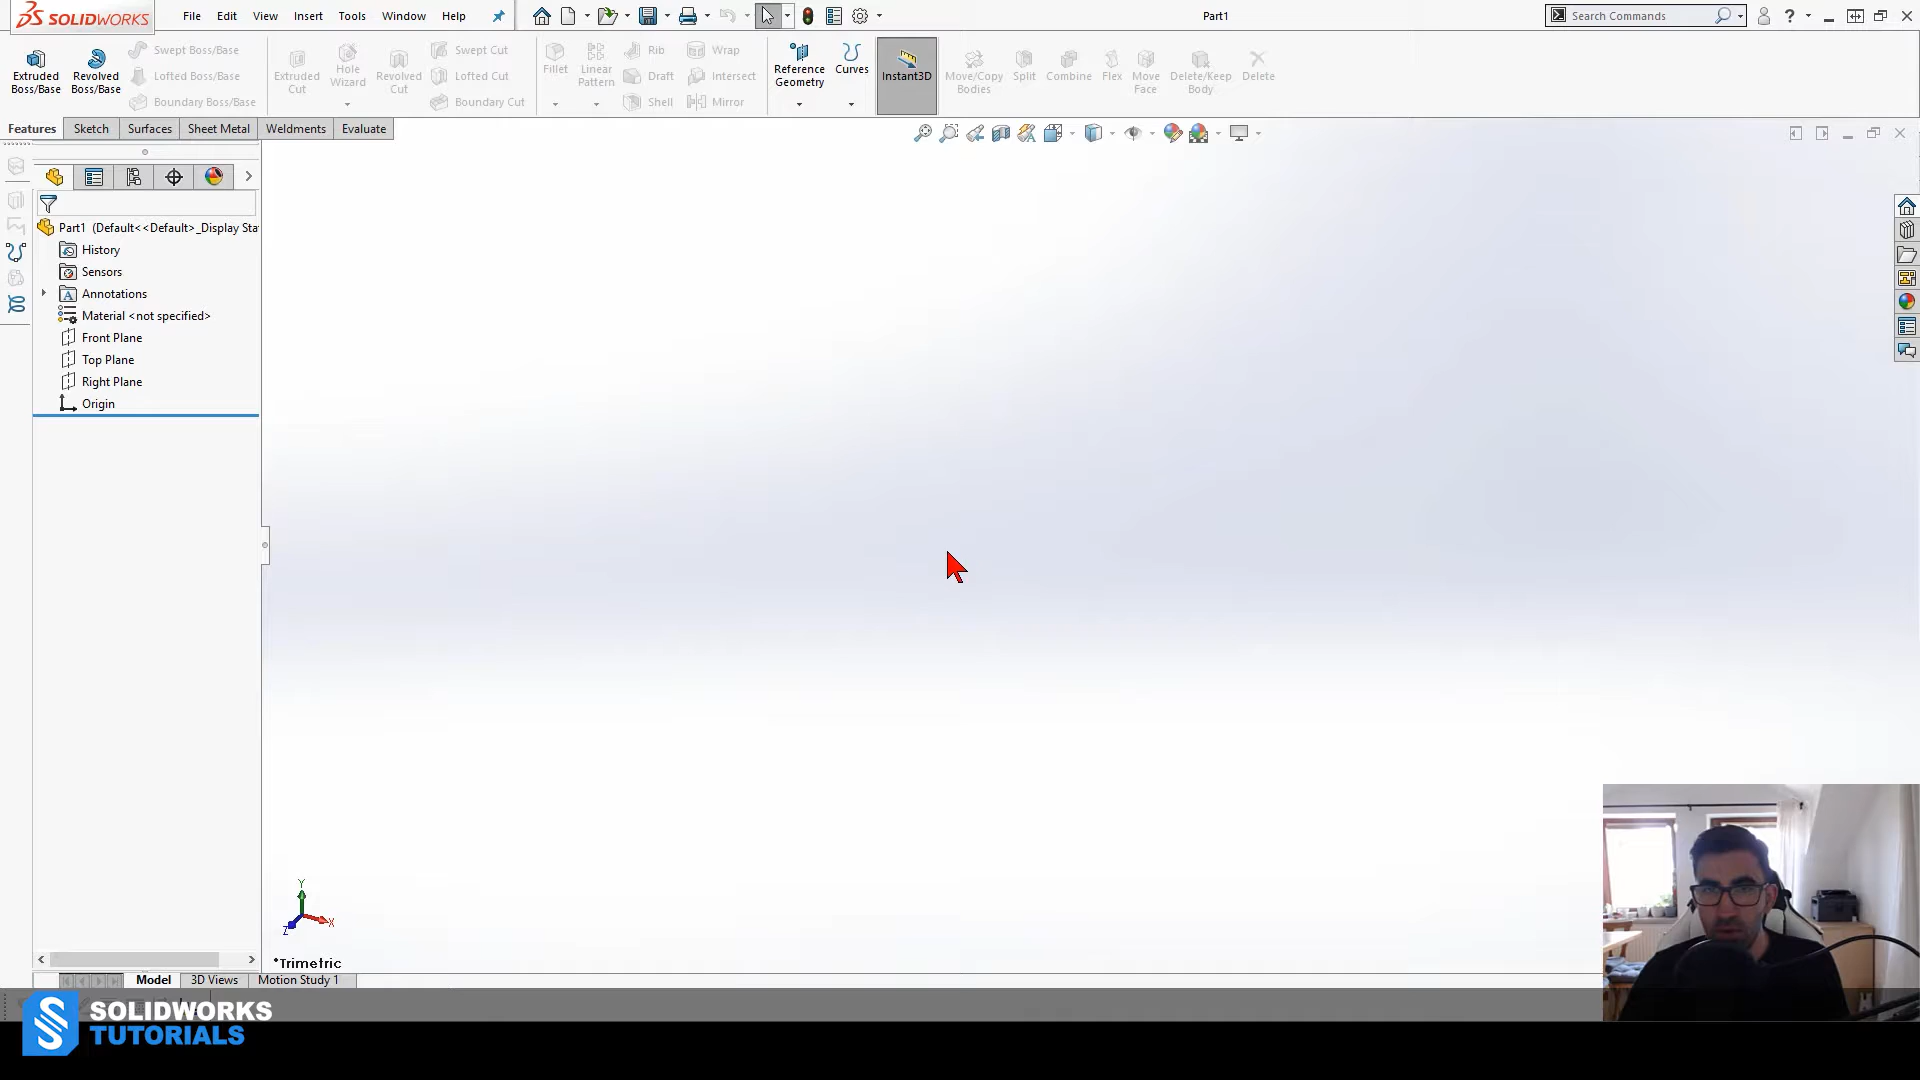 SOLIDWORKS File Edit View Insert Tools Window Help Part1 Search Commands ?
Extruded Boss/Base
Revolved Boss/Base
Swept Boss/Base
Lofted Boss/Base
Boundary Boss/Base
Extruded Cut
Hole Wizard
Revolved Cut
Swept Cut
Lofted Cut
Boundary Cut
Fillet
Linear Pattern
Rib
Draft
Shell
Wrap
Intersect
Mirror
Reference Geometry
Curves
Instant3D
Move/Copy Bodies
Split
Combine
Flex
Move Face
Delete/Keep Body
Delete
Features Sketch Surfaces Sheet Metal Weldments Evaluate
Part1 (Default<<Default>_Display Sta
History
Sensors
A Annotations
Material <not specified>
Front Plane
Top Plane
Right Plane
Origin
Y
X
Z
*Trimetric
Model 3D Views Motion Study 1
SOLIDWORKS
TUTORIALS